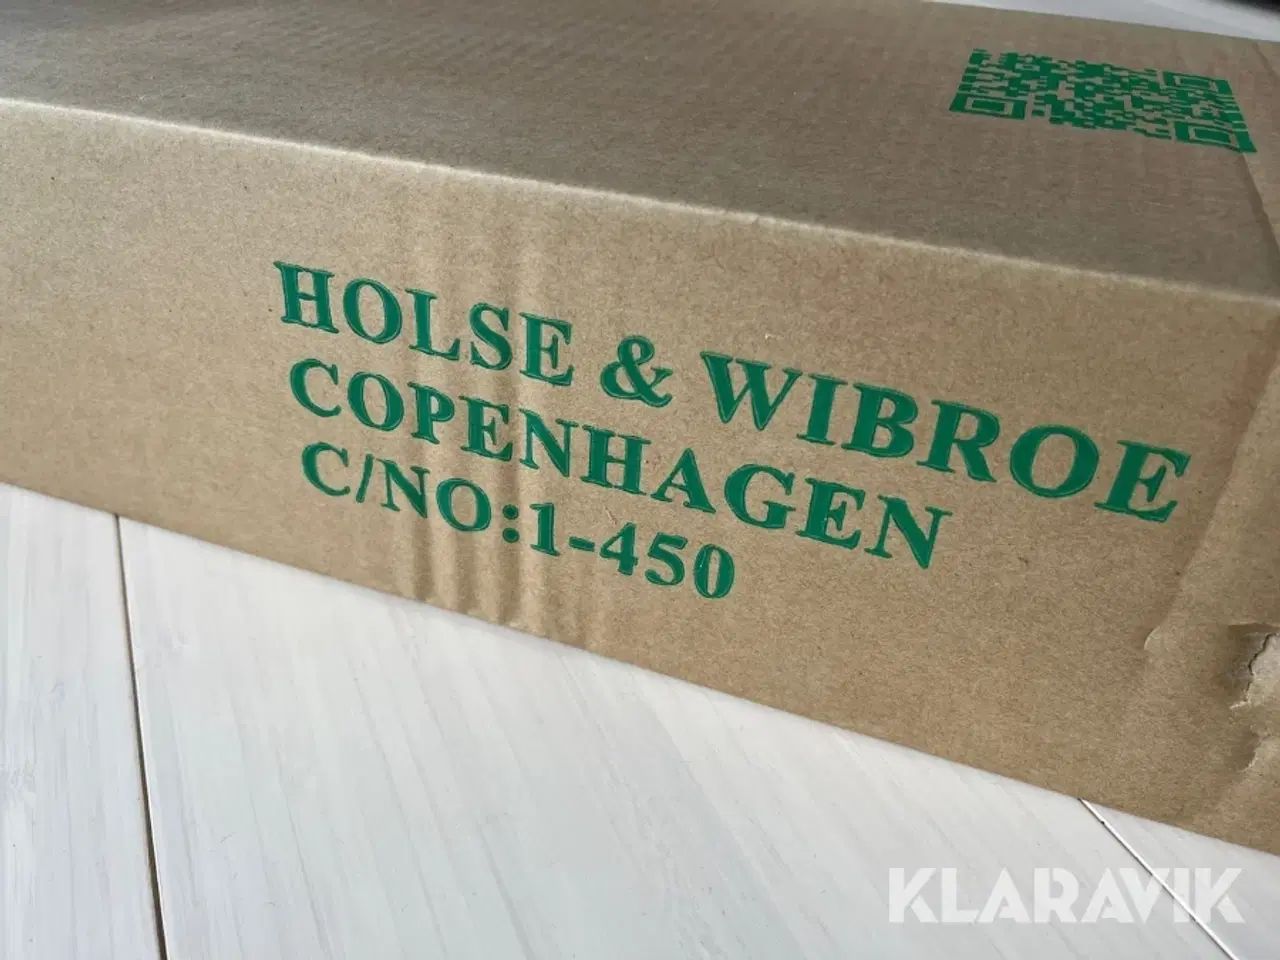 HOLSE & WIBROE
COPENHAGEN
C/NO:1-450
KLARAVIK